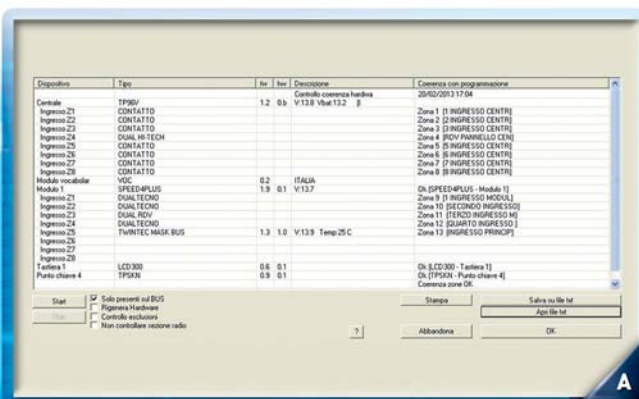 Dispositivo Tipo fw hw Descrizione Coerenza con programmazione
Controllo coerenza hardwa 20/02/2013 17:04
Centrale TP96V 1.2 0.b V:13.8 Vbat:13.2 β
Ingresso Z1 CONTATTO Zona 1 [1 INGRESSO CENTR]
Ingresso Z2 CONTATTO Zona 2 [2 INGRESSO CENTR]
Ingresso Z3 CONTATTO Zona 3 [3 INGRESSO CENTR]
Ingresso Z4 DUAL HI-TECH Zona 4 [RDV PANNELLO CEN]
Ingresso Z5 CONTATTO Zona 5 [5 INGRESSO CENTR]
Ingresso Z6 CONTATTO Zona 6 [6 INGRESSO CENTR]
Ingresso Z7 CONTATTO Zona 7 [7 INGRESSO CENTR]
Ingresso Z8 CONTATTO Zona 8 [8 INGRESSO CENTR]
Modulo vocabolar VOC 0.2 ITALIA
Modulo 1 SPEED4PLUS 1.9 0.1 V:13.7 Ok [SPEED4PLUS - Modulo 1]
Ingresso Z1 DUALTECNO Zona 9 [1 INGRESSO MODUL]
Ingresso Z2 DUALTECNO Zona 10 [SECONDO INGRESSO]
Ingresso Z3 DUAL RDV Zona 11 [TERZO INGRESSO M]
Ingresso Z4 DUALTECNO Zona 12 [QUARTO INGRESSO ]
Ingresso Z5 TWINTEC MASK BUS 1.3 1.0 V:13.9 Temp:25 C Zona 13 [INGRESSO PRINCIP]
Ingresso Z6
Ingresso Z7
Ingresso Z8
Tastiera 1 LCD300 0.6 0.1 Ok [LCD300 - Tastiera 1]
Punto chiave 4 TPSKN 0.9 0.1 Ok [TPSKN - Punto chiave 4]
Coerenza zone OK
Start Solo presenti sul BUS Stampa Salva su file txt
Rigenera Hardware Apri file txt
Stop Controllo esclusioni
Non controllare sezione radio ? Abbandona OK
A